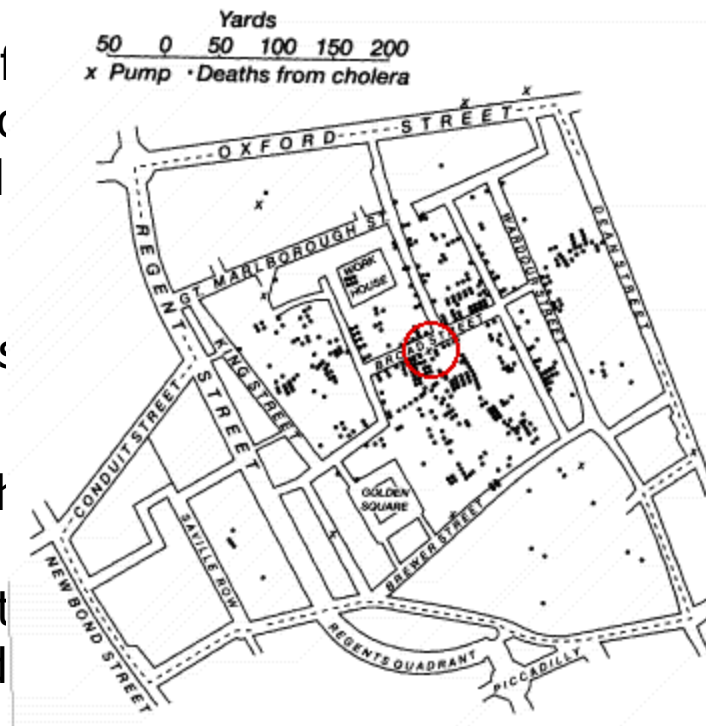 Yards
50 0 50 100 150 200
x Pump • Deaths from cholera
OXFORD STREET
REGENT STREET
GT. MARLBOROUGH ST.
WORK HOUSE
DEAN STREET
BROAD STREET
KING STREET
CONDUIT STREET
GOLDEN SQUARE
BREWER STREET
SAVILLE ROW
NEW BOND STREET
REGENTS QUADRANT
PICCADILLY